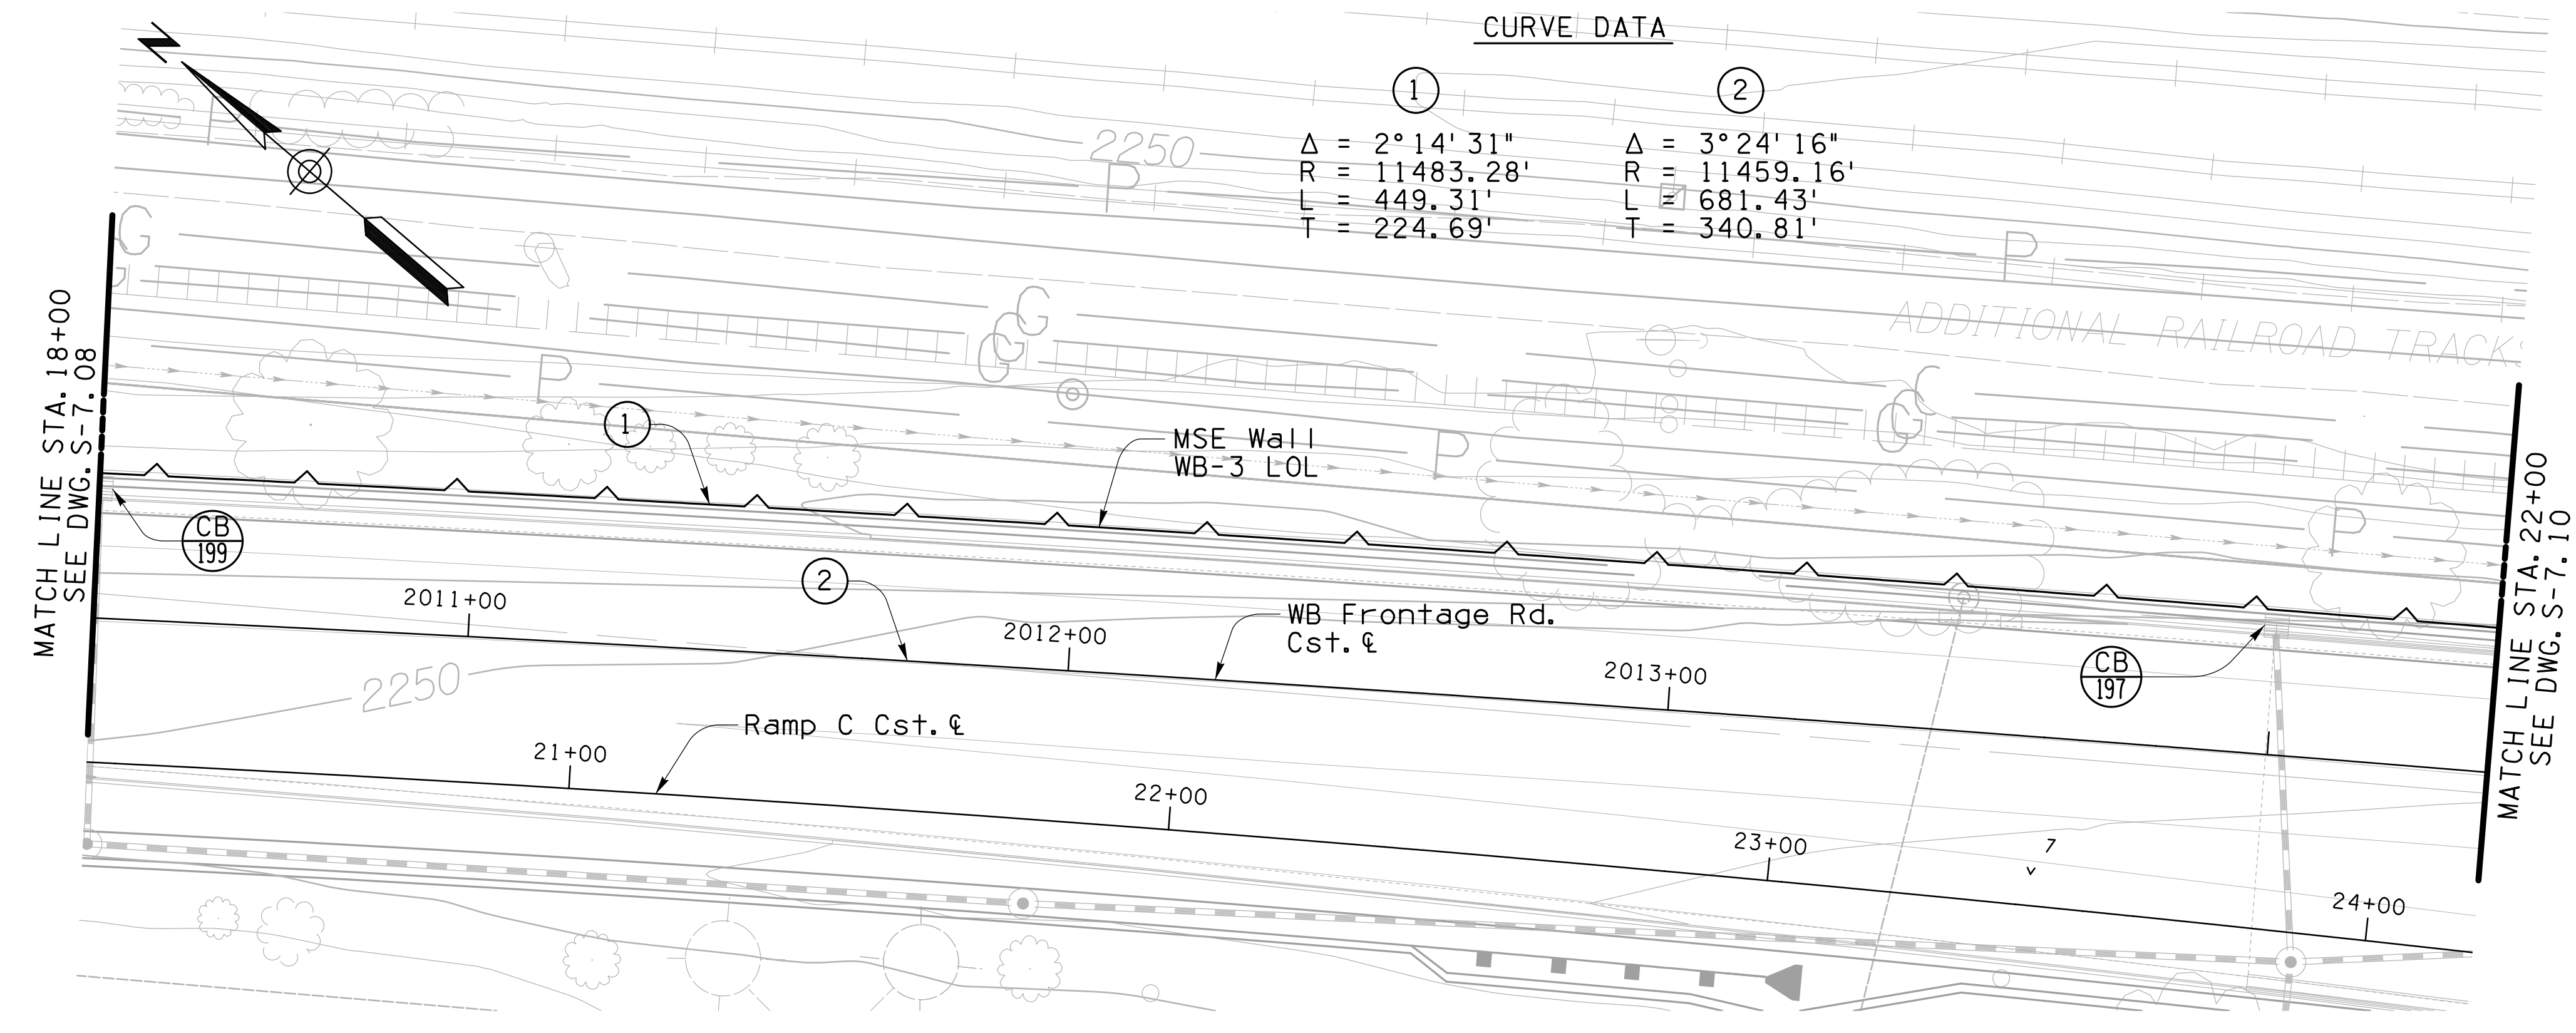 CURVE DATA
N
1
2
Δ = 2°14'31"
R = 11483.28'
L = 449.31'
T = 224.69'
Δ = 3°24'16"
R = 11459.16'
L = 681.43'
T = 340.81'
2250
P
P
P
G
ADDITIONAL RAILROAD TRACKS
G
G
G
P
G
G
P
P
MATCH LINE STA. 18+00
SEE DWG. S-7.08
1
MSE Wall
WB-3 LOL
MATCH LINE STA. 22+00
SEE DWG. S-7.10
CB
199
2
2011+00
2012+00
WB Frontage Rd.
Cst. ℄
2013+00
CB
197
2250
Ramp C Cst. ℄
21+00
22+00
23+00
7
24+00